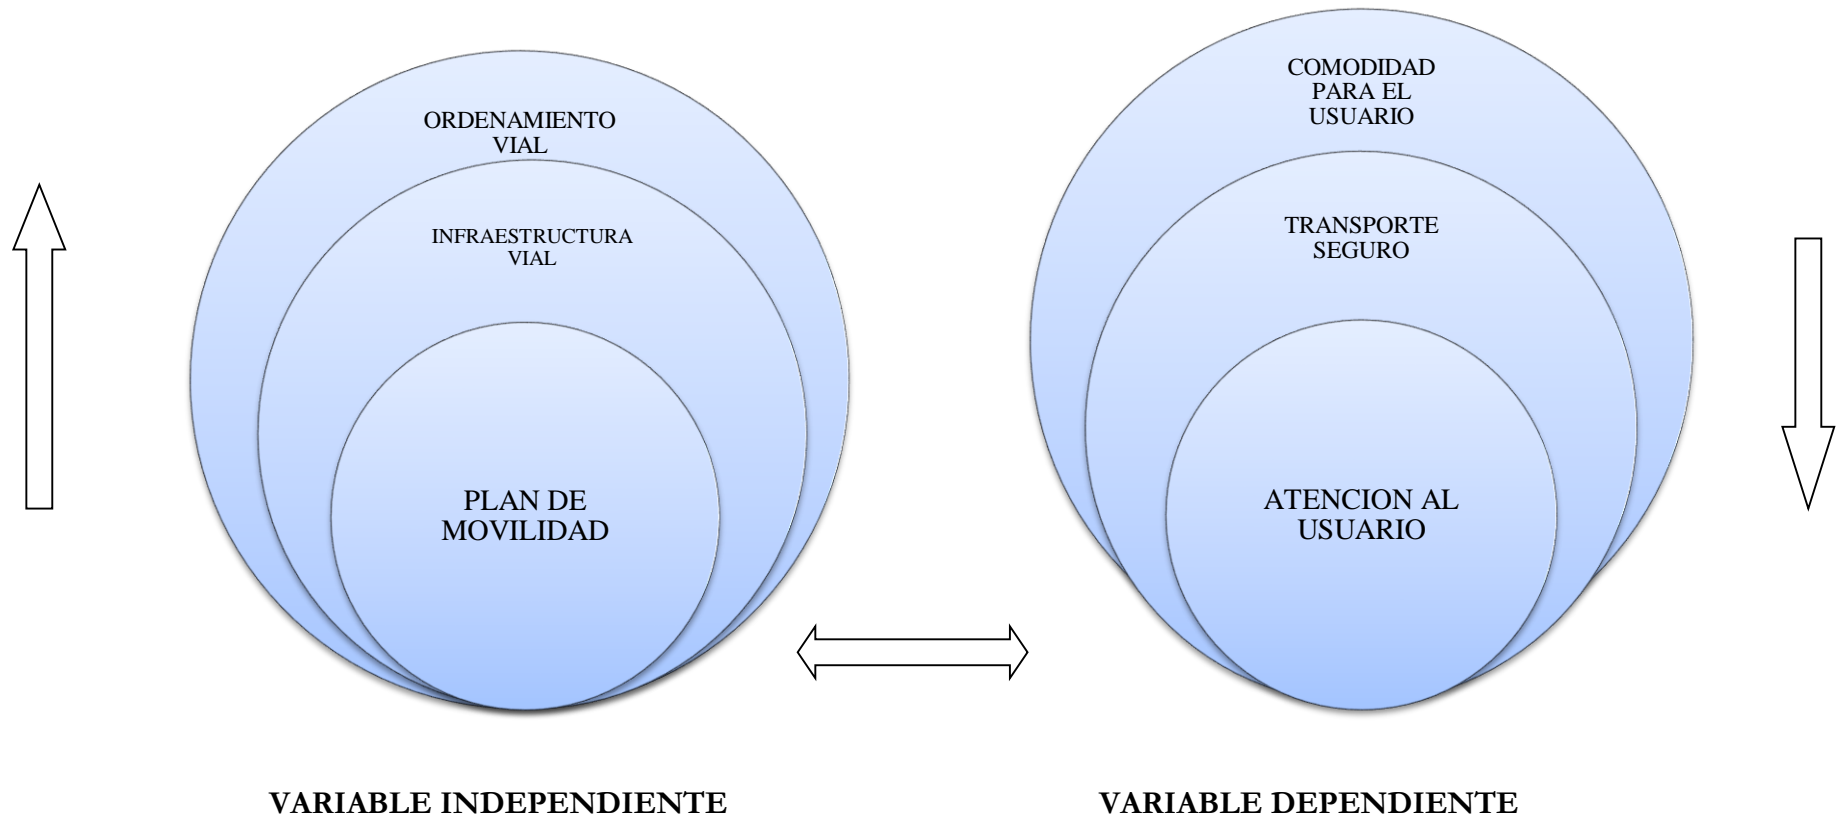 ORDENAMIENTO
VIAL
INFRAESTRUCTURA
VIAL
PLAN DE
MOVILIDAD
COMODIDAD
PARA EL
USUARIO
TRANSPORTE
SEGURO
ATENCION AL
USUARIO
VARIABLE INDEPENDIENTE
VARIABLE DEPENDIENTE